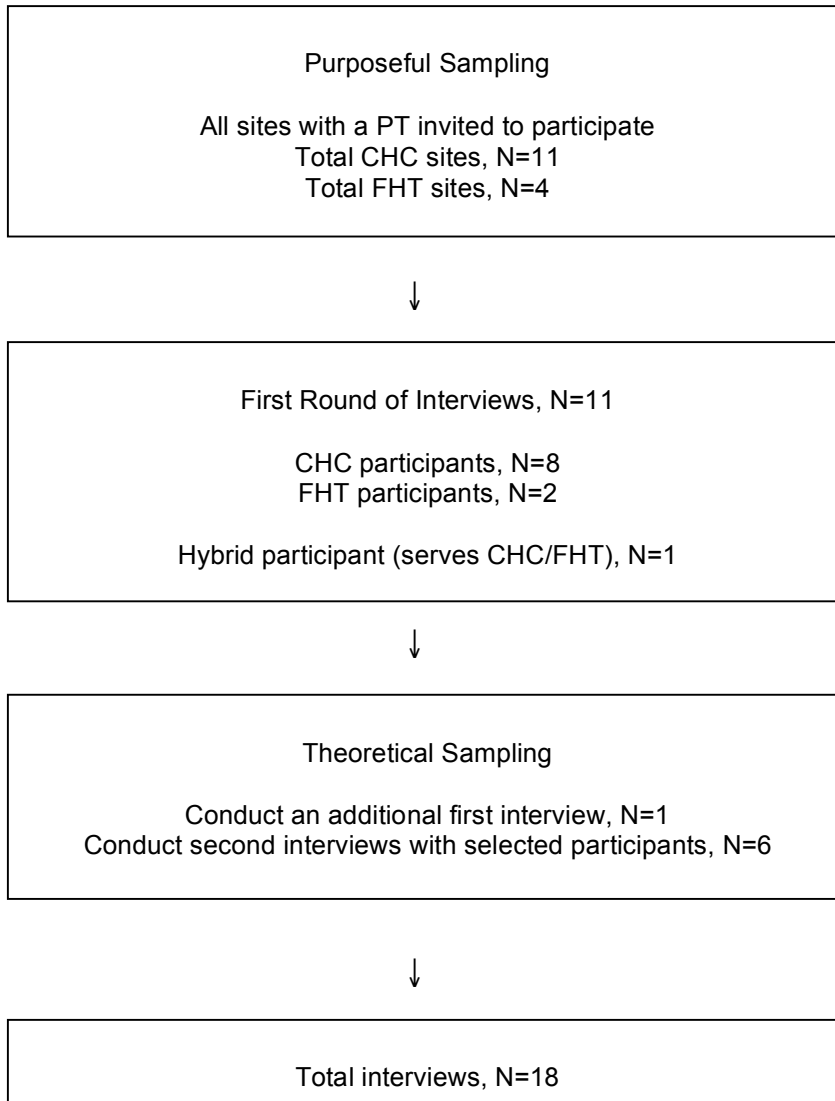 Purposeful Sampling
All sites with a PT invited to participate
Total CHC sites, N=11
Total FHT sites, N=4
↓
First Round of Interviews, N=11
CHC participants, N=8
FHT participants, N=2
Hybrid participant (serves CHC/FHT), N=1
↓
Theoretical Sampling
Conduct an additional first interview, N=1
Conduct second interviews with selected participants, N=6
↓
Total interviews, N=18